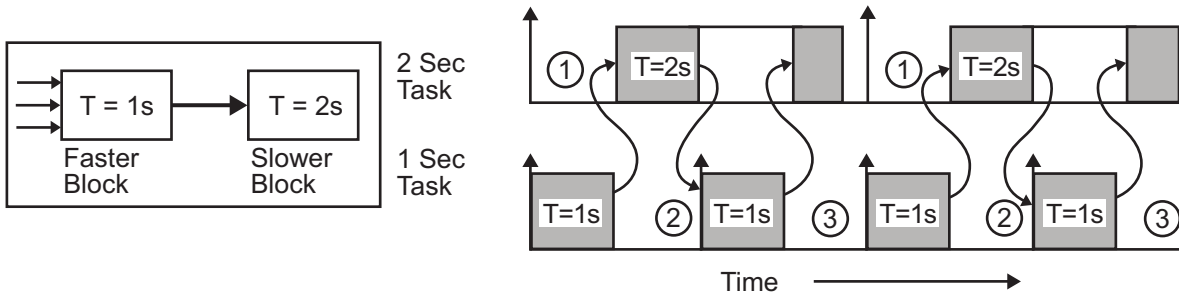 T = 1s
T = 2s
Faster
Block
Slower
Block
2 Sec
Task
1 Sec
Task
1
T=2s
1
T=2s
T=1s
2
T=1s
3
T=1s
2
T=1s
3
Time